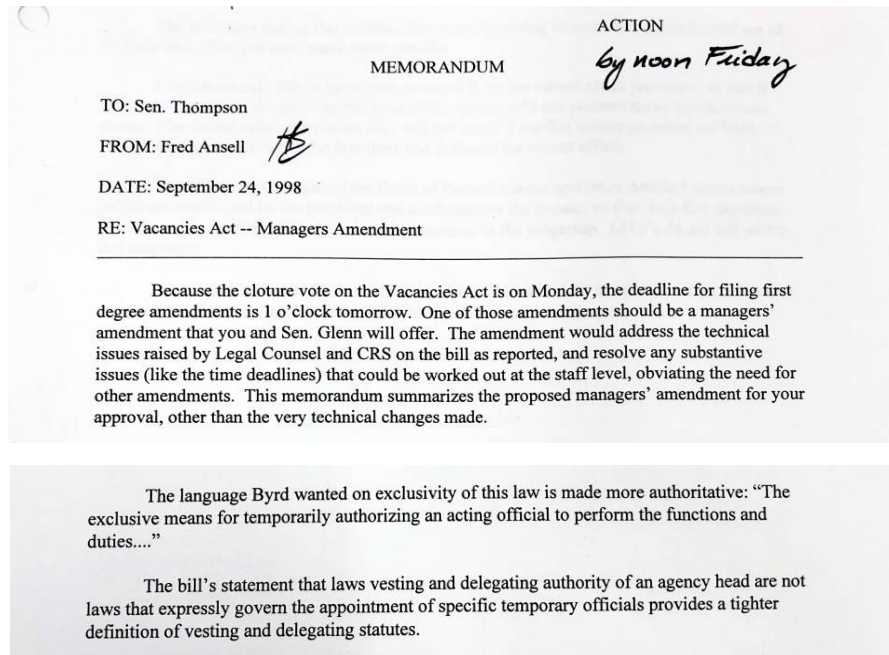 ACTION
by noon Friday
MEMORANDUM
TO: Sen. Thompson
FROM: Fred Ansell
DATE: September 24, 1998
RE: Vacancies Act -- Managers Amendment
Because the cloture vote on the Vacancies Act is on Monday, the deadline for filing first
degree amendments is 1 o’clock tomorrow. One of those amendments should be a managers’
amendment that you and Sen. Glenn will offer. The amendment would address the technical
issues raised by Legal Counsel and CRS on the bill as reported, and resolve any substantive
issues (like the time deadlines) that could be worked out at the staff level, obviating the need for
other amendments. This memorandum summarizes the proposed managers’ amendment for your
approval, other than the very technical changes made.
The language Byrd wanted on exclusivity of this law is made more authoritative: “The
exclusive means for temporarily authorizing an acting official to perform the functions and
duties....”
The bill’s statement that laws vesting and delegating authority of an agency head are not
laws that expressly govern the appointment of specific temporary officials provides a tighter
definition of vesting and delegating statutes.